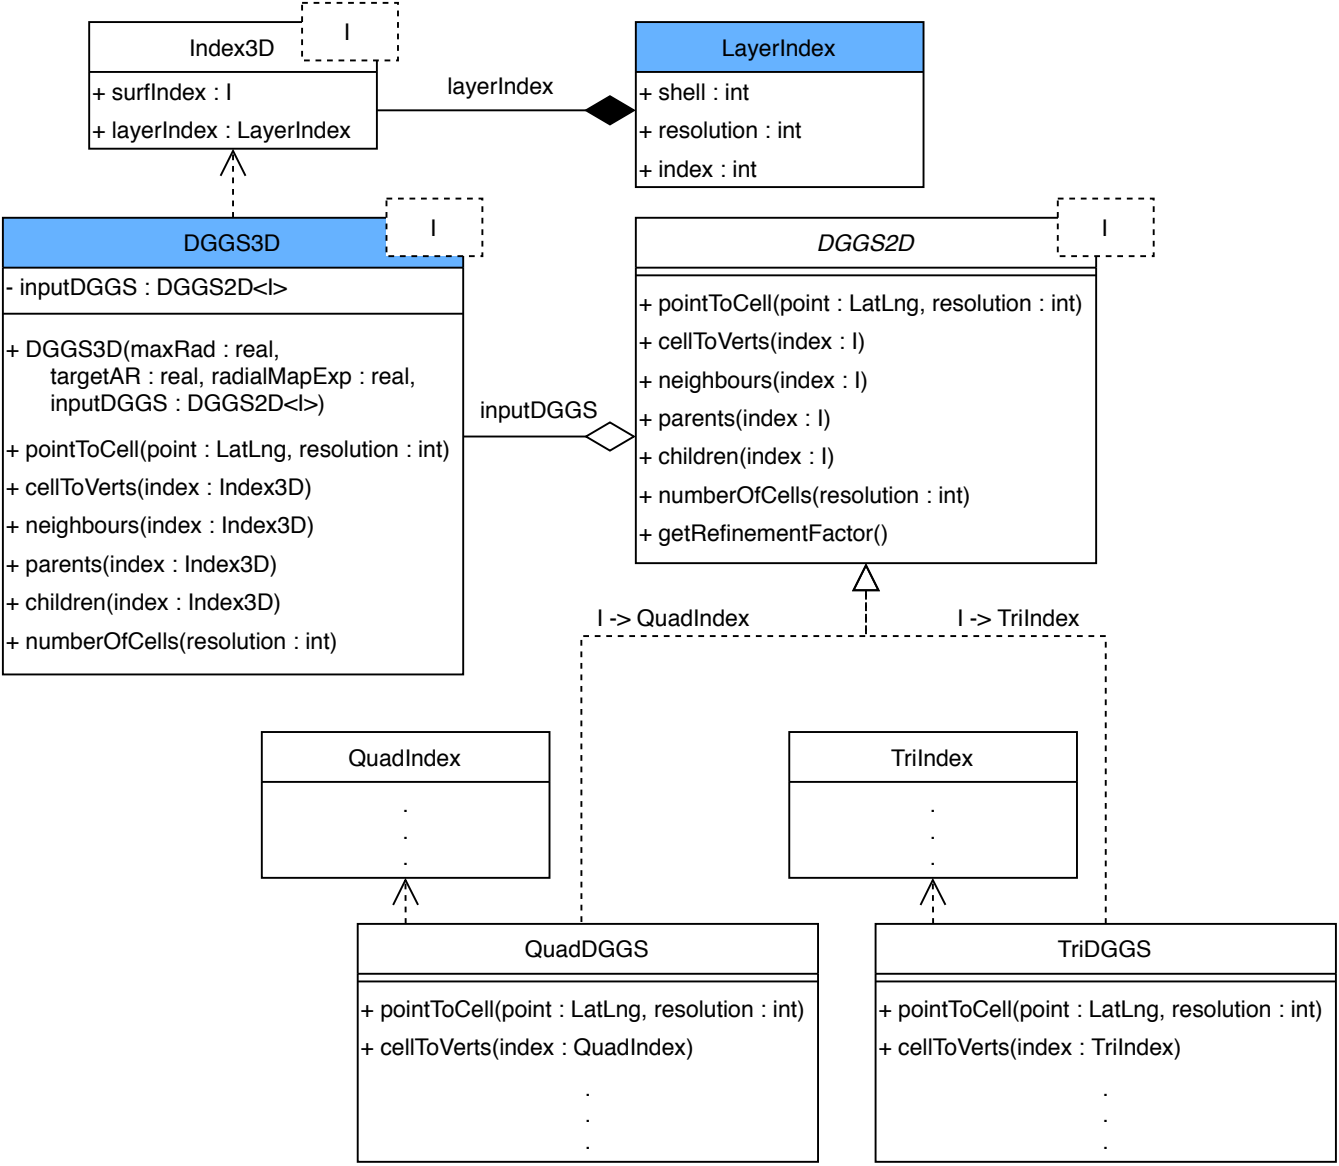 Index3D
I
+ surfIndex : I
+ layerIndex : LayerIndex
layerIndex
LayerIndex
+ shell : int
+ resolution : int
+ index : int
DGGS3D
I
- inputDGGS : DGGS2D<I>
+ DGGS3D(maxRad : real,
targetAR : real, radialMapExp : real,
inputDGGS : DGGS2D<I>)
+ pointToCell(point : LatLng, resolution : int)
+ cellToVerts(index : Index3D)
+ neighbours(index : Index3D)
+ parents(index : Index3D)
+ children(index : Index3D)
+ numberOfCells(resolution : int)
inputDGGS
DGGS2D
I
+ pointToCell(point : LatLng, resolution : int)
+ cellToVerts(index : I)
+ neighbours(index : I)
+ parents(index : I)
+ children(index : I)
+ numberOfCells(resolution : int)
+ getRefinementFactor()
I -> QuadIndex
I -> TriIndex
QuadIndex
.
.
.
TriIndex
.
.
.
QuadDGGS
+ pointToCell(point : LatLng, resolution : int)
+ cellToVerts(index : QuadIndex)
.
.
.
TriDGGS
+ pointToCell(point : LatLng, resolution : int)
+ cellToVerts(index : TriIndex)
.
.
.